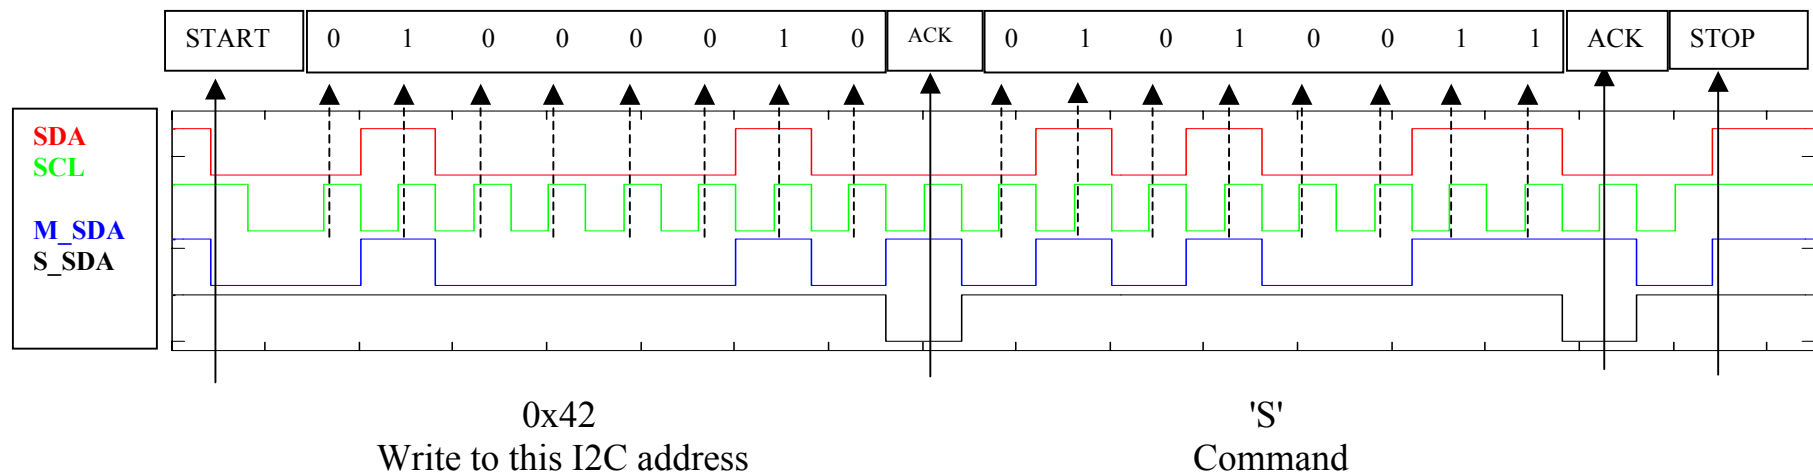 START 0 1 0 0 0 0 1 0 ACK 0 1 0 1 0 0 1 1 ACK STOP
SDA
SCL
M_SDA
S_SDA
0x42 'S'
Write to this I2C address Command